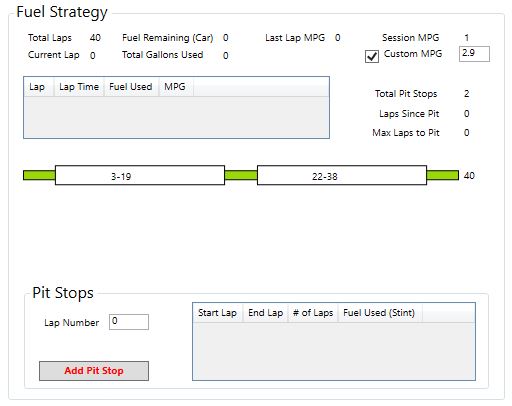 Fuel Strategy
Total Laps 40 Fuel Remaining (Car) 0 Last Lap MPG 0 Session MPG 1
Current Lap 0 Total Gallons Used 0 Custom MPG 2.9
Lap Lap Time Fuel Used MPG
Total Pit Stops 2
Laps Since Pit 0
Max Laps to Pit 0
3-19 22-38 40
Pit Stops
Lap Number 0
Start Lap End Lap # of Laps Fuel Used (Stint)
Add Pit Stop